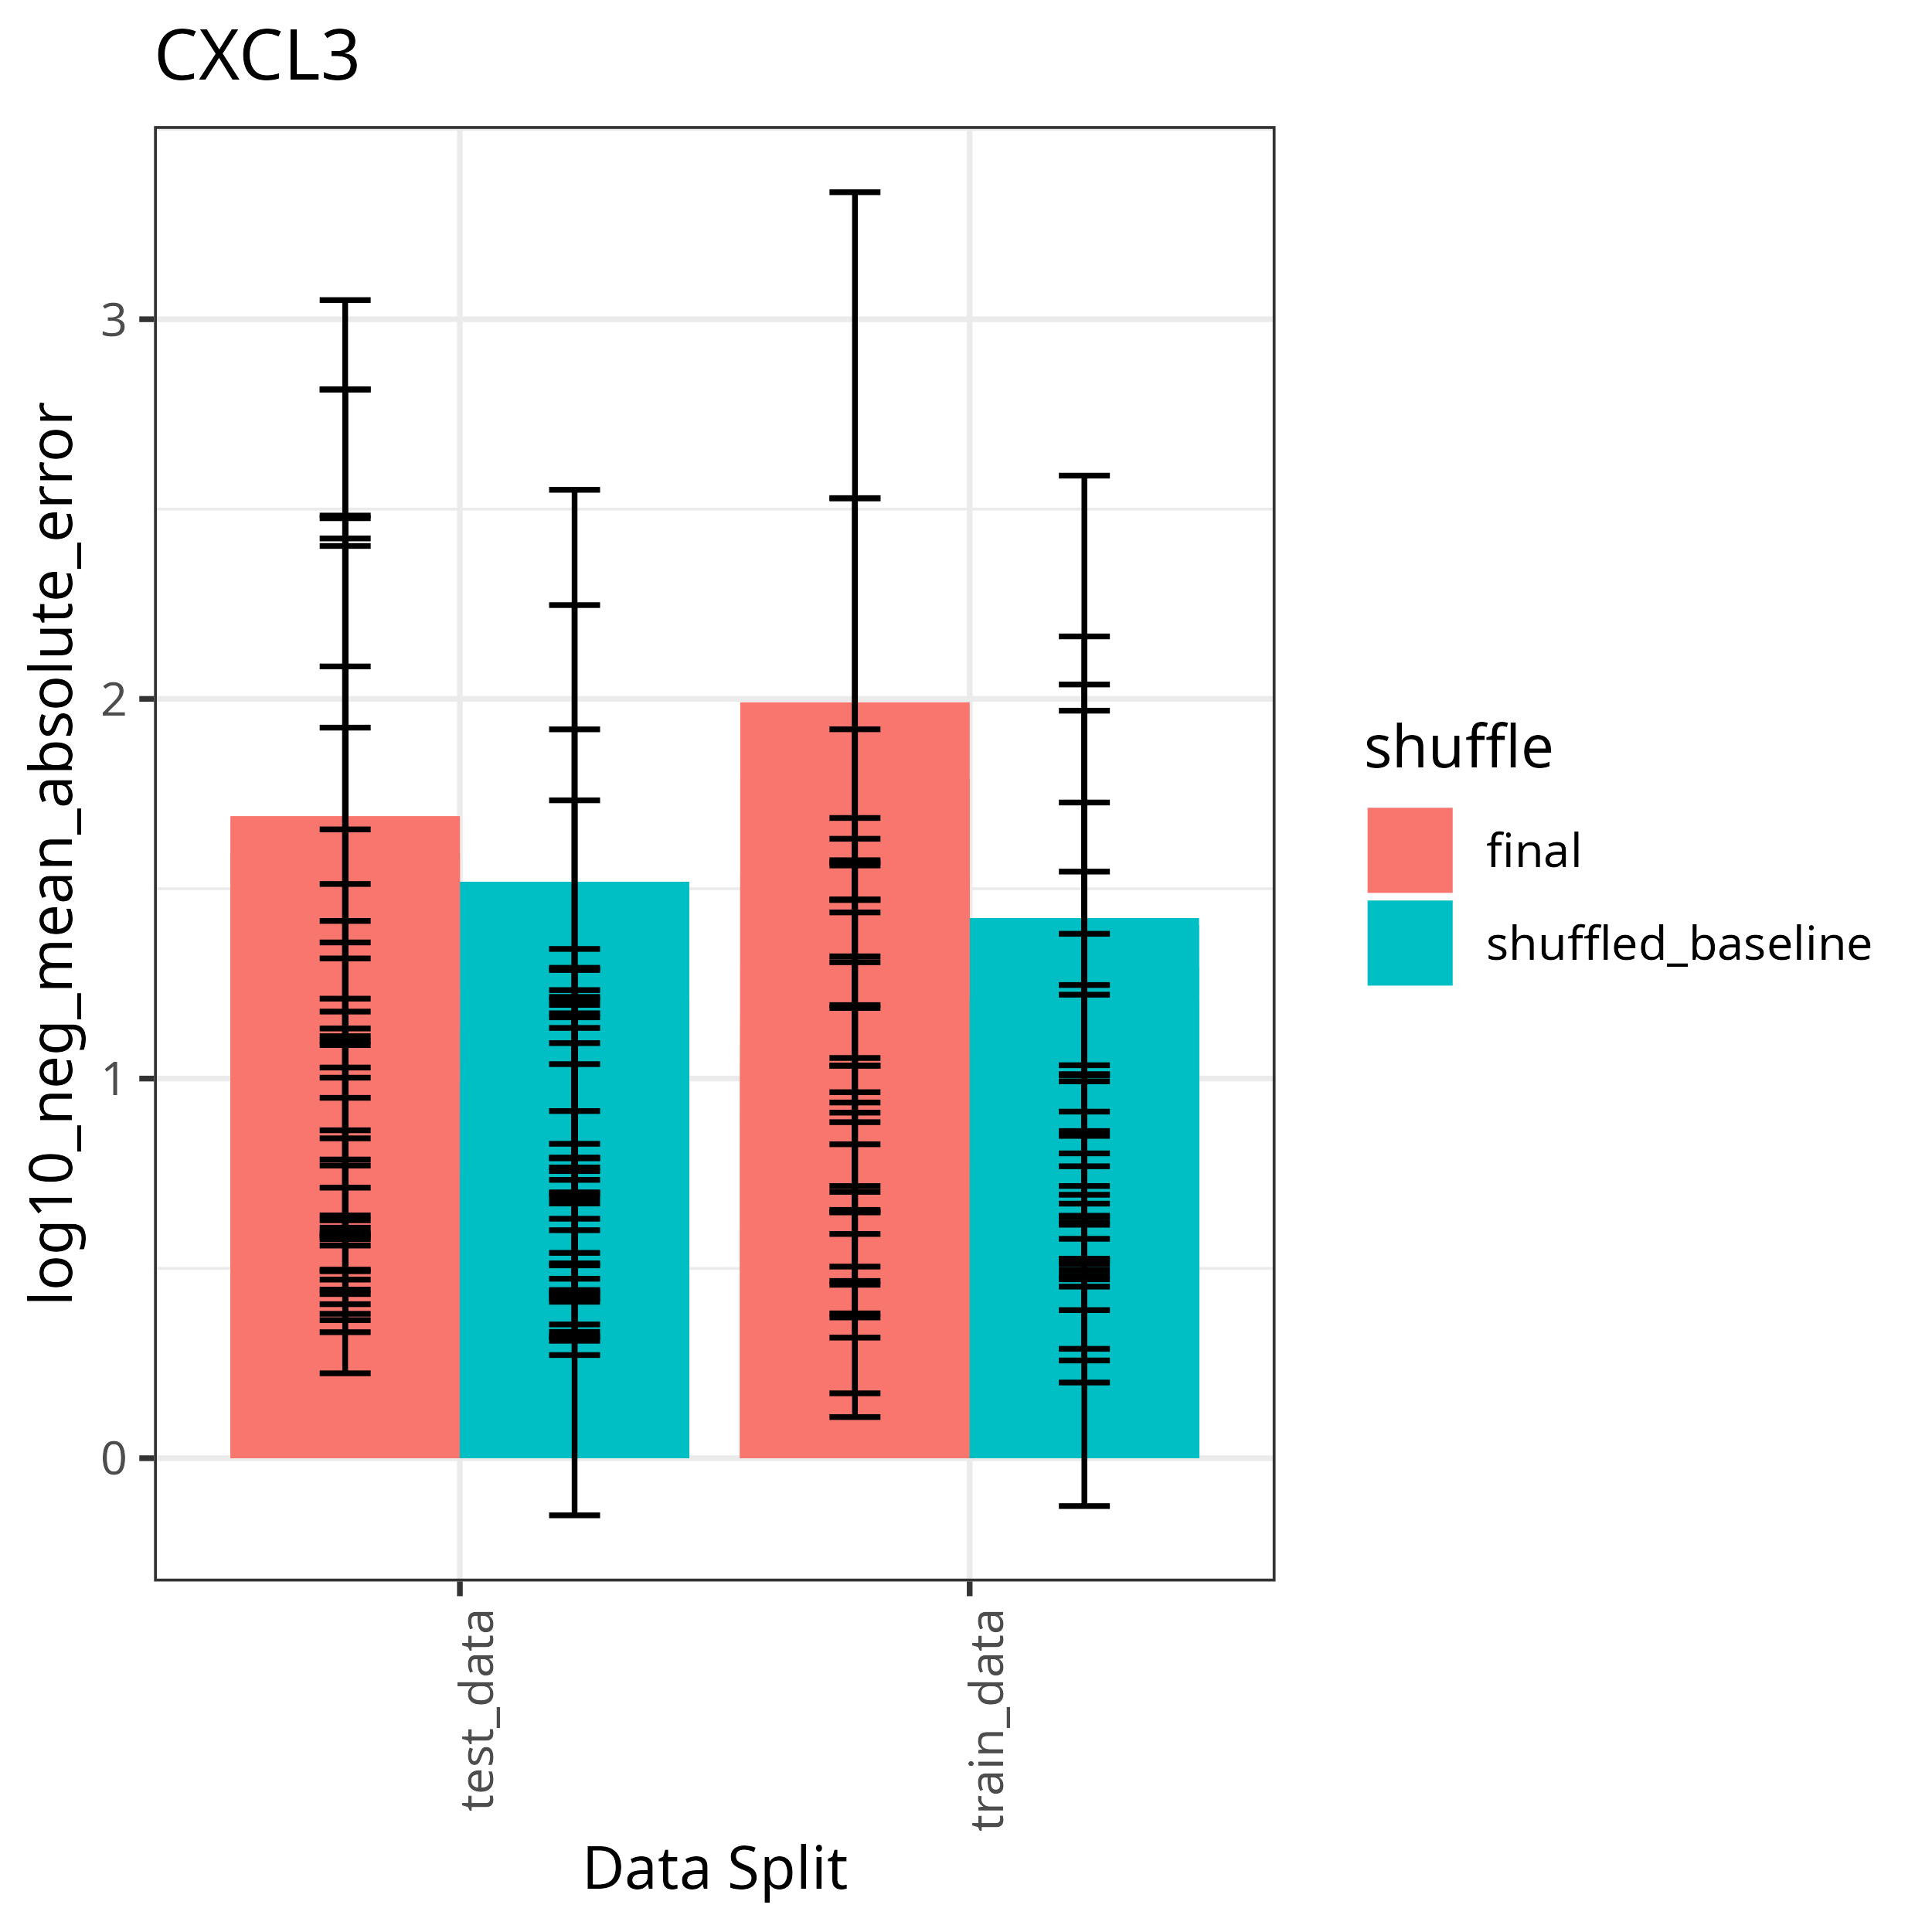 CXCL3
log10_neg_mean_absolute_error
3
2
1
0
test_data
train_data
Data Split
shuffle
final
shuffled_baseline